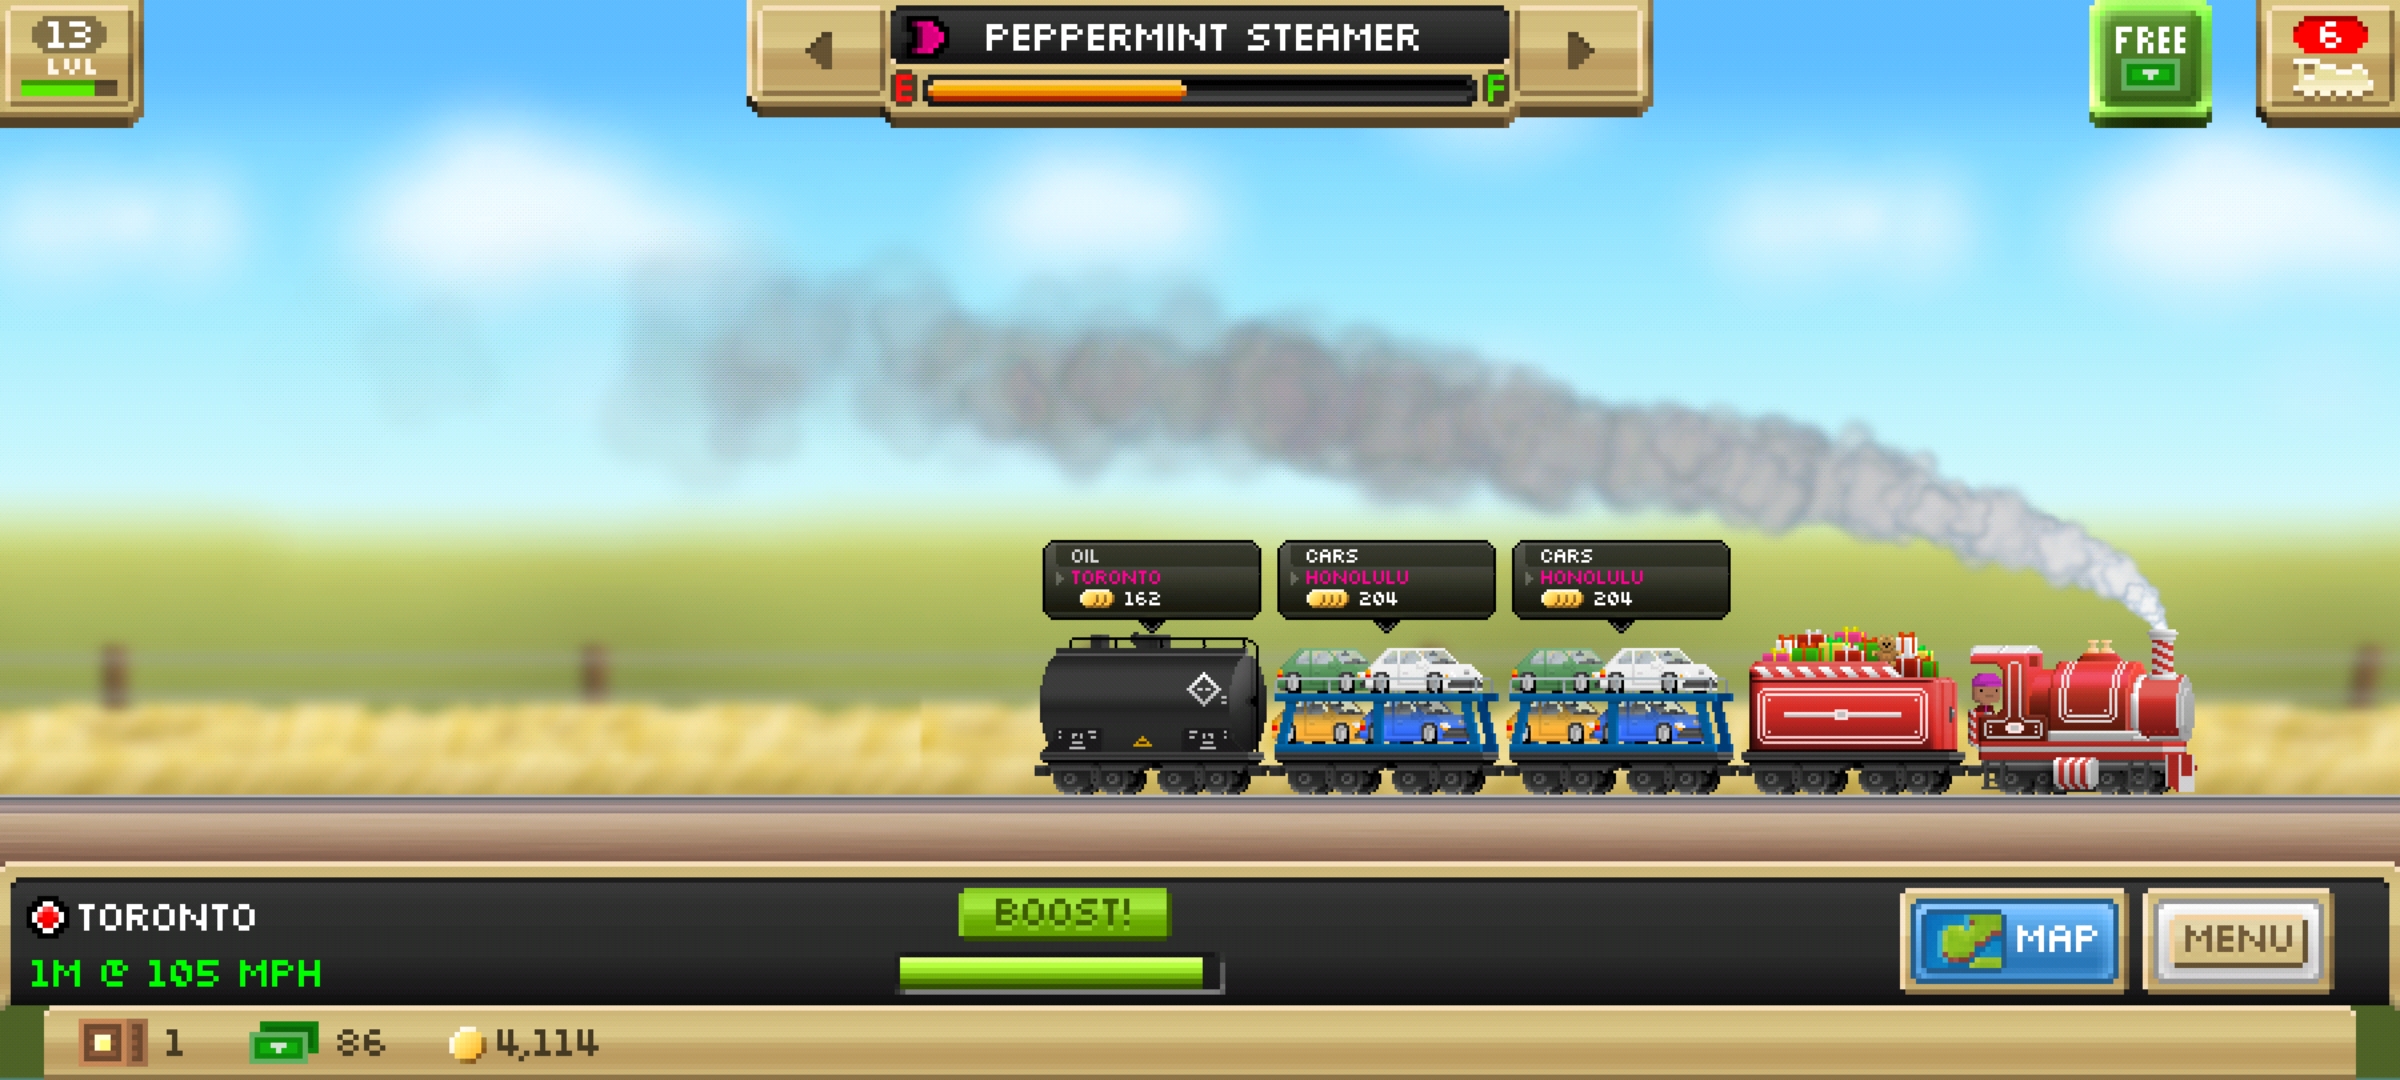 13
LVL
PEPPERMINT STEAMER
E F
FREE
6
OIL
TORONTO
162
CARS
HONOLULU
204
CARS
HONOLULU
204
TORONTO
1M @ 105 MPH
BOOST!
MAP
MENU
1
86
4,114